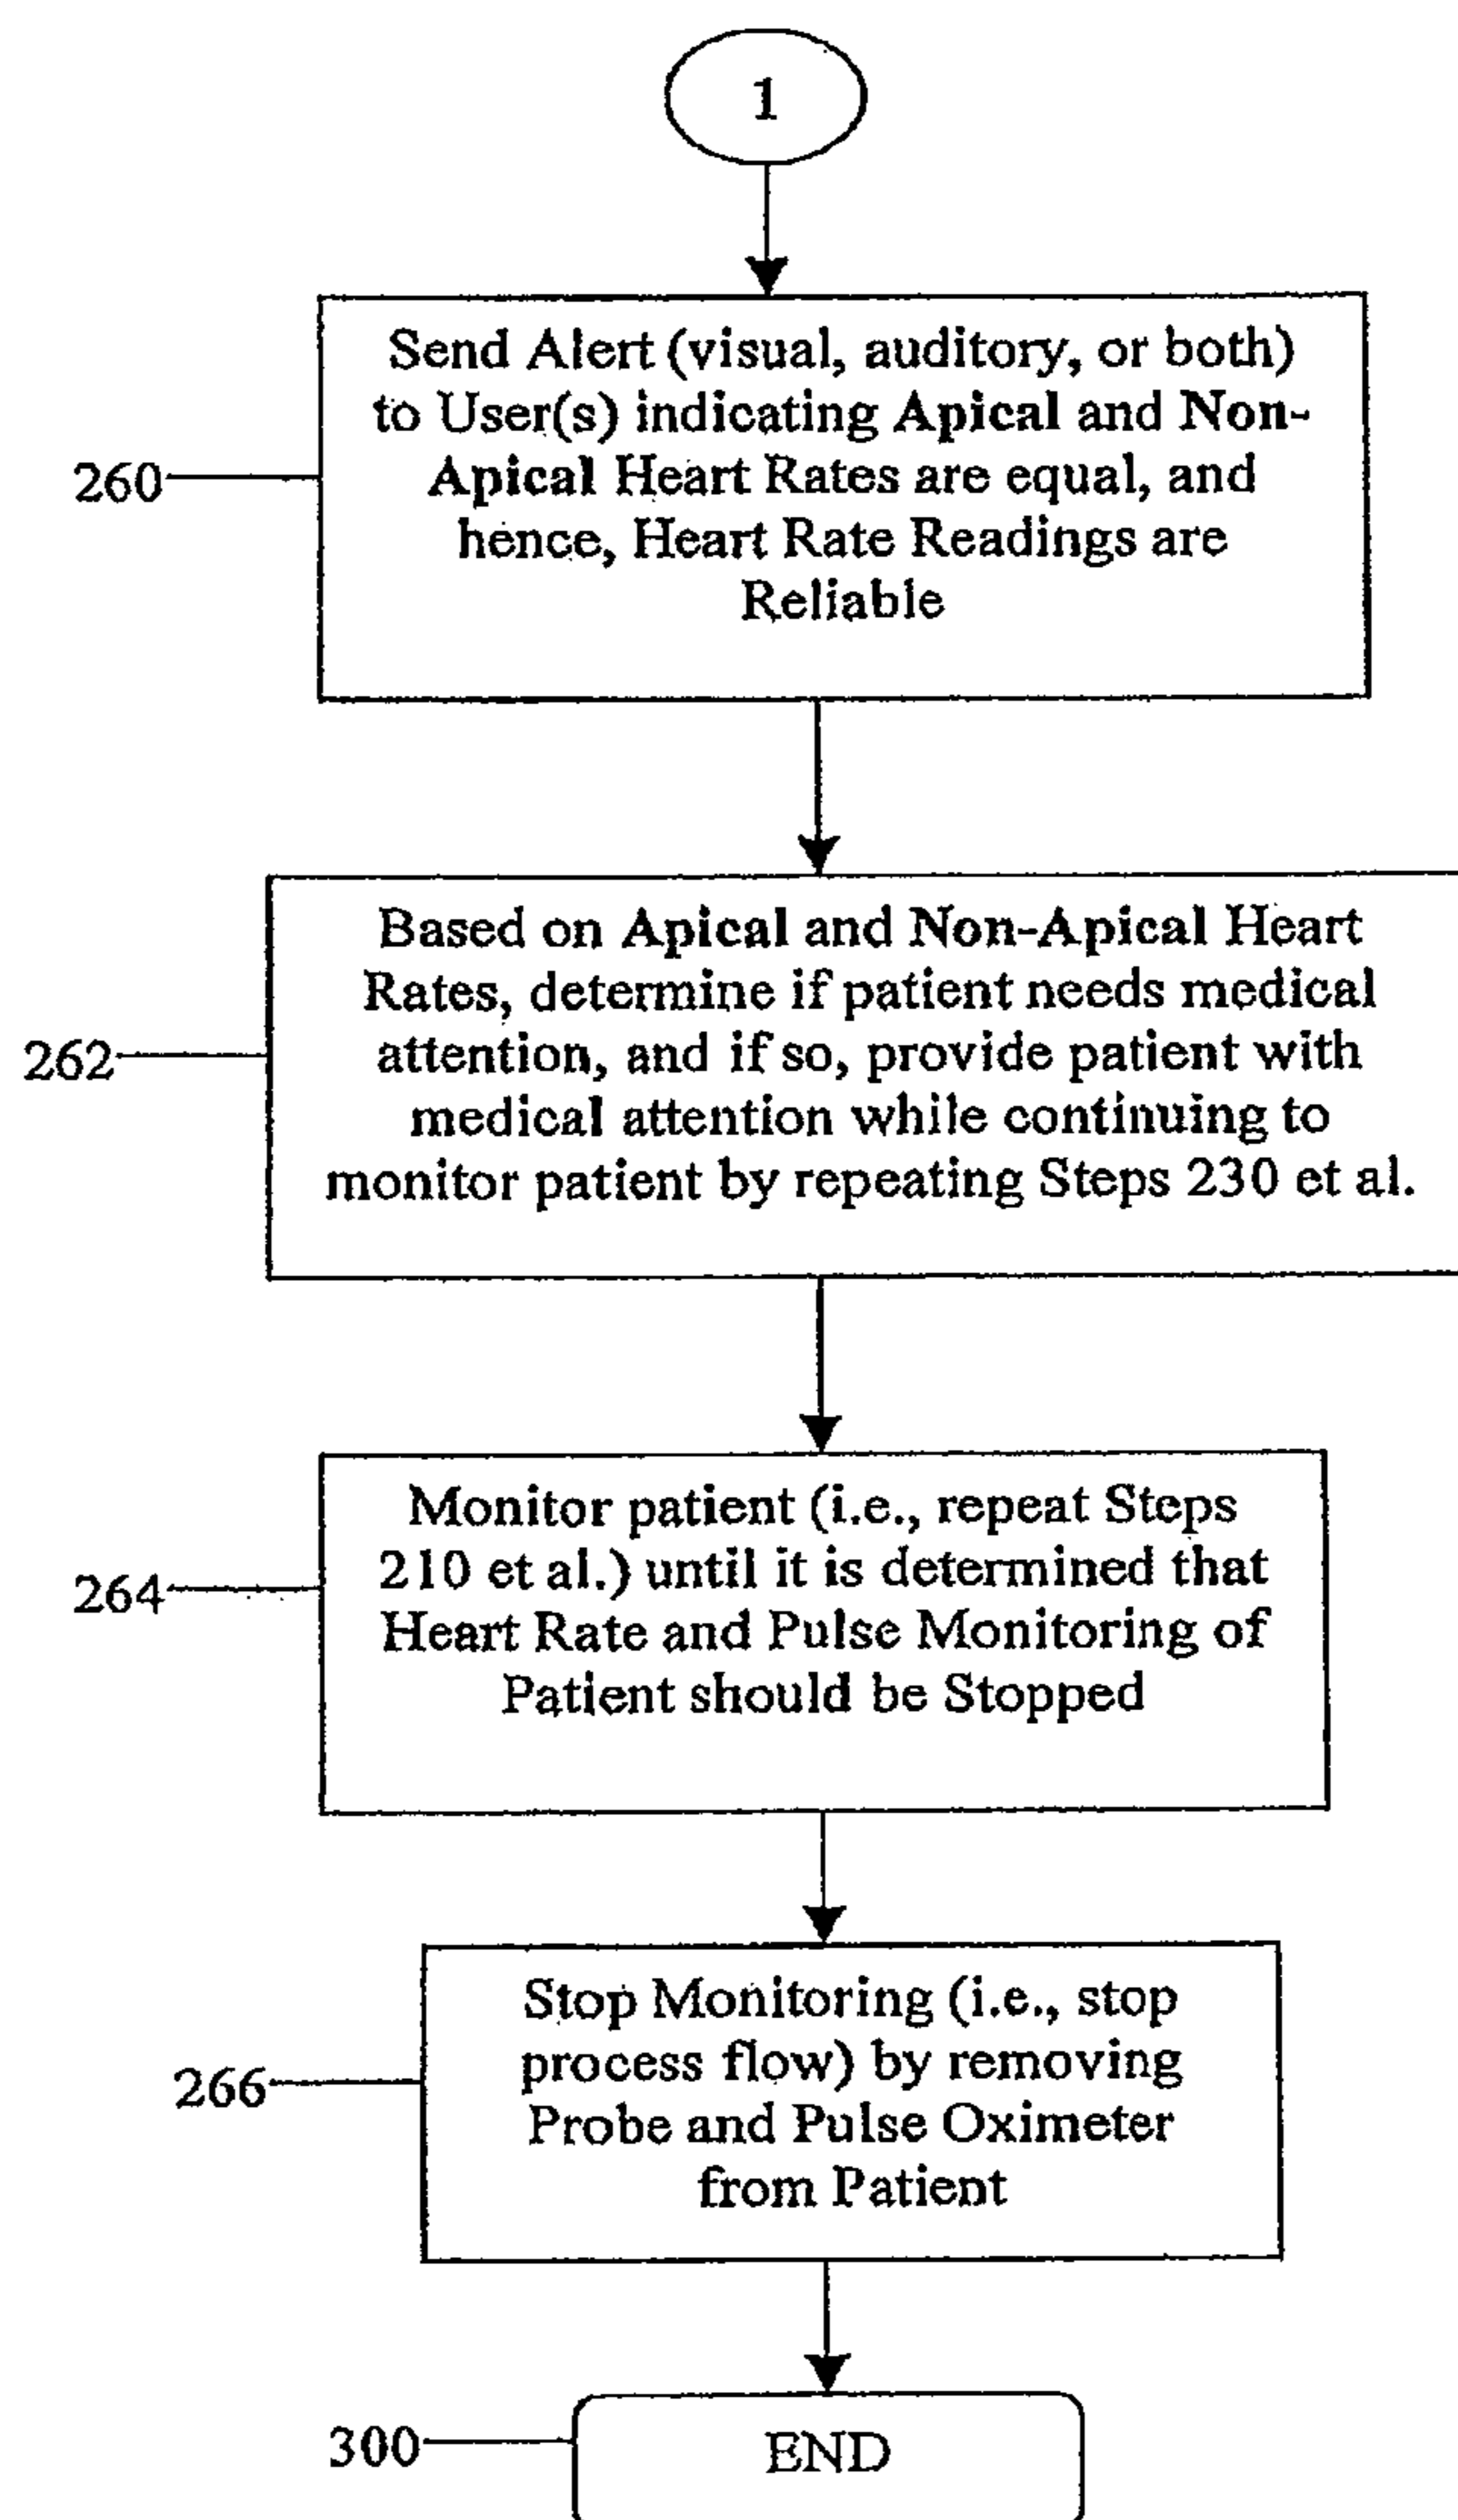 1
Send Alert (visual, auditory, or both)
to User(s) indicating Apical and Non-
Apical Heart Rates are equal, and
hence, Heart Rate Readings are
Reliable
260
Based on Apical and Non-Apical Heart
Rates, determine if patient needs medical
attention, and if so, provide patient with
medical attention while continuing to
monitor patient by repeating Steps 230 et al.
262
Monitor patient (i.e., repeat Steps
210 et al.) until it is determined that
Heart Rate and Pulse Monitoring of
Patient should be Stopped
264
Stop Monitoring (i.e., stop
process flow) by removing
Probe and Pulse Oximeter
from Patient
266
END
300